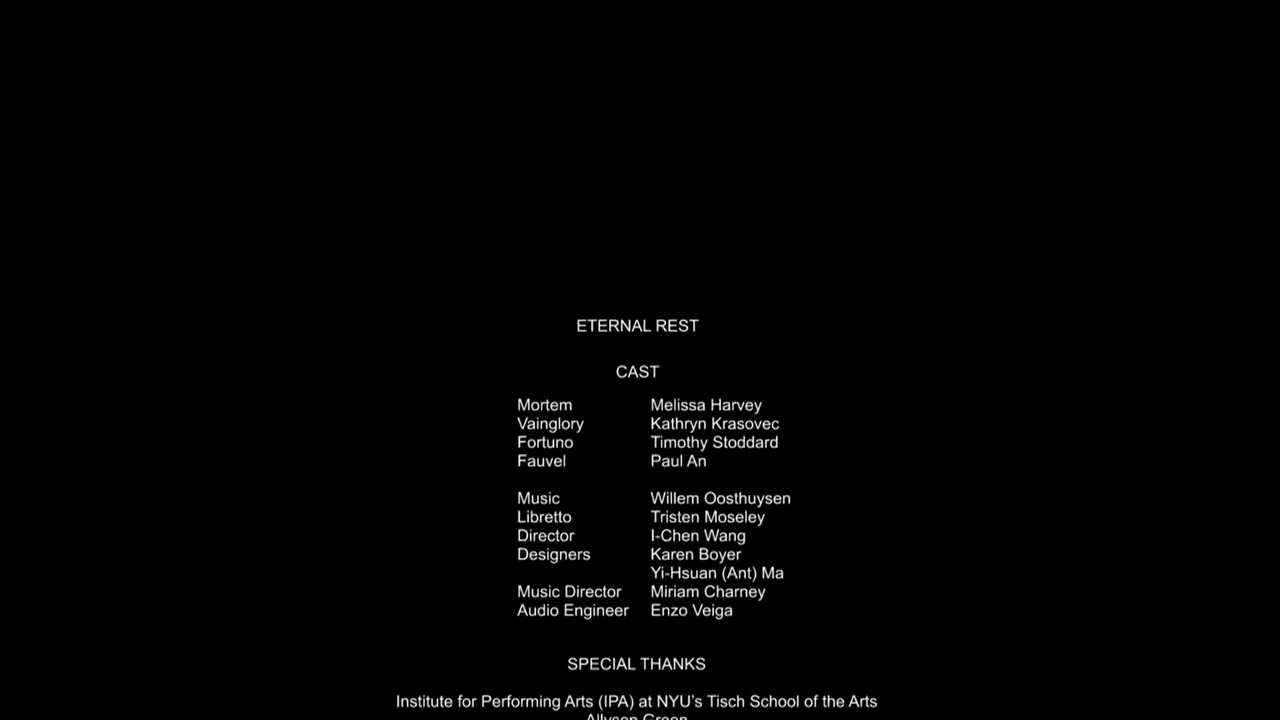 ETERNAL REST
CAST
Mortem Melissa Harvey
Vainglory Kathryn Krasovec
Fortuno Timothy Stoddard
Fauvel Paul An
Music Willem Oosthuysen
Libretto Tristen Moseley
Director I-Chen Wang
Designers Karen Boyer
Yi-Hsuan (Ant) Ma
Music Director Miriam Charney
Audio Engineer Enzo Veiga
SPECIAL THANKS
Institute for Performing Arts (IPA) at NYU's Tisch School of the Arts
Allyson Green